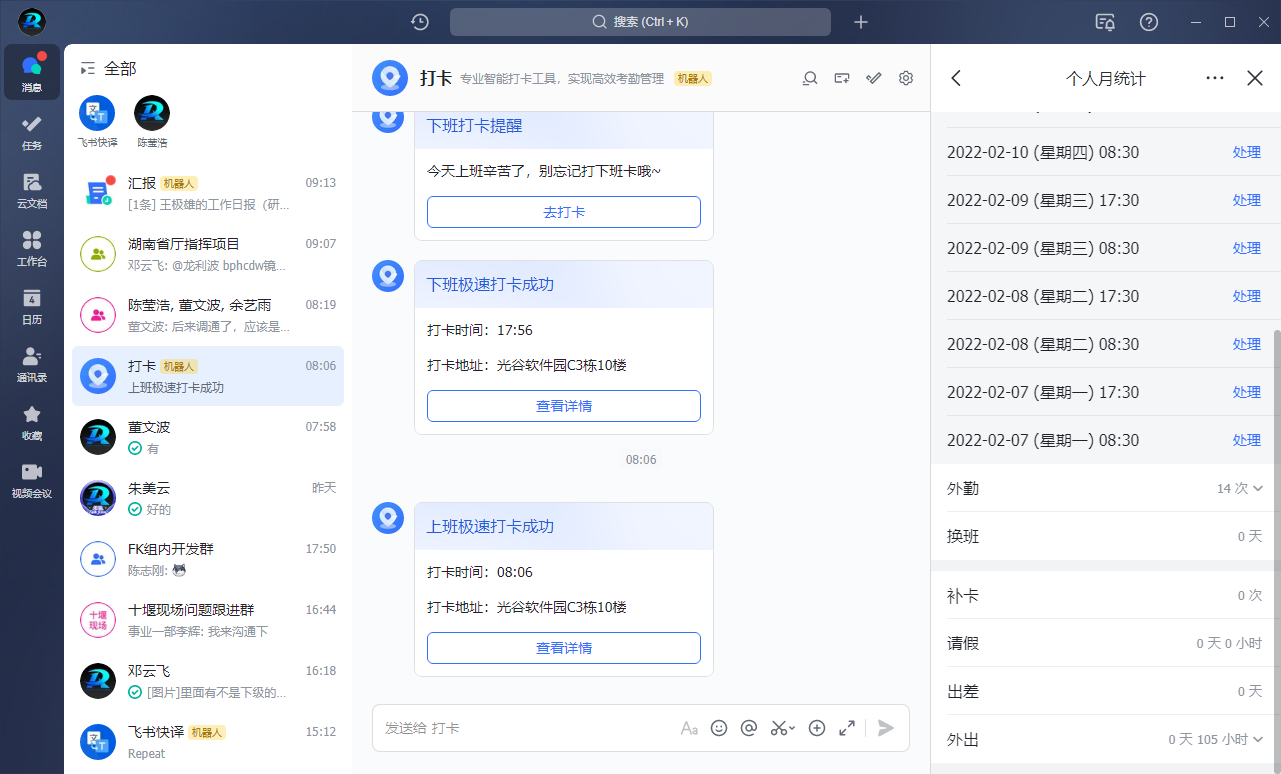 搜索 (Ctrl + K)
消息
任务
云文档
工作台
4
日历
通讯录
收藏
视频会议
全部
飞书快译
陈莹浩
汇报 机器人 09:13
[1条] 王极雄的工作日报（研...
湖南省厅指挥项目 09:07
邓云飞: @龙利波 bphcdw镜...
陈莹浩, 董文波, 余艺雨 08:19
董文波: 后来调通了，应该是...
打卡 机器人 08:06
上班极速打卡成功
董文波 07:58
有
朱美云 昨天
好的
FK组内开发群 17:50
陈志刚:
十堰
现场
十堰现场问题跟进群 16:44
事业一部李辉: 我来沟通下
邓云飞 16:18
[图片]里面有不是下级的...
飞书快译 机器人 15:12
Repeat
打卡 专业智能打卡工具，实现高效考勤管理 机器人
下班打卡提醒
今天上班辛苦了，别忘记打下班卡哦~
去打卡
下班极速打卡成功
打卡时间：17:56
打卡地址：光谷软件园C3栋10楼
查看详情
08:06
上班极速打卡成功
打卡时间：08:06
打卡地址：光谷软件园C3栋10楼
查看详情
发送给 打卡
Aa
个人月统计
2022-02-10 (星期四) 08:30 处理
2022-02-09 (星期三) 17:30 处理
2022-02-09 (星期三) 08:30 处理
2022-02-08 (星期二) 17:30 处理
2022-02-08 (星期二) 08:30 处理
2022-02-07 (星期一) 17:30 处理
2022-02-07 (星期一) 08:30 处理
外勤 14 次
换班 0 天
补卡 0 次
请假 0 天 0 小时
出差 0 天
外出 0 天 105 小时